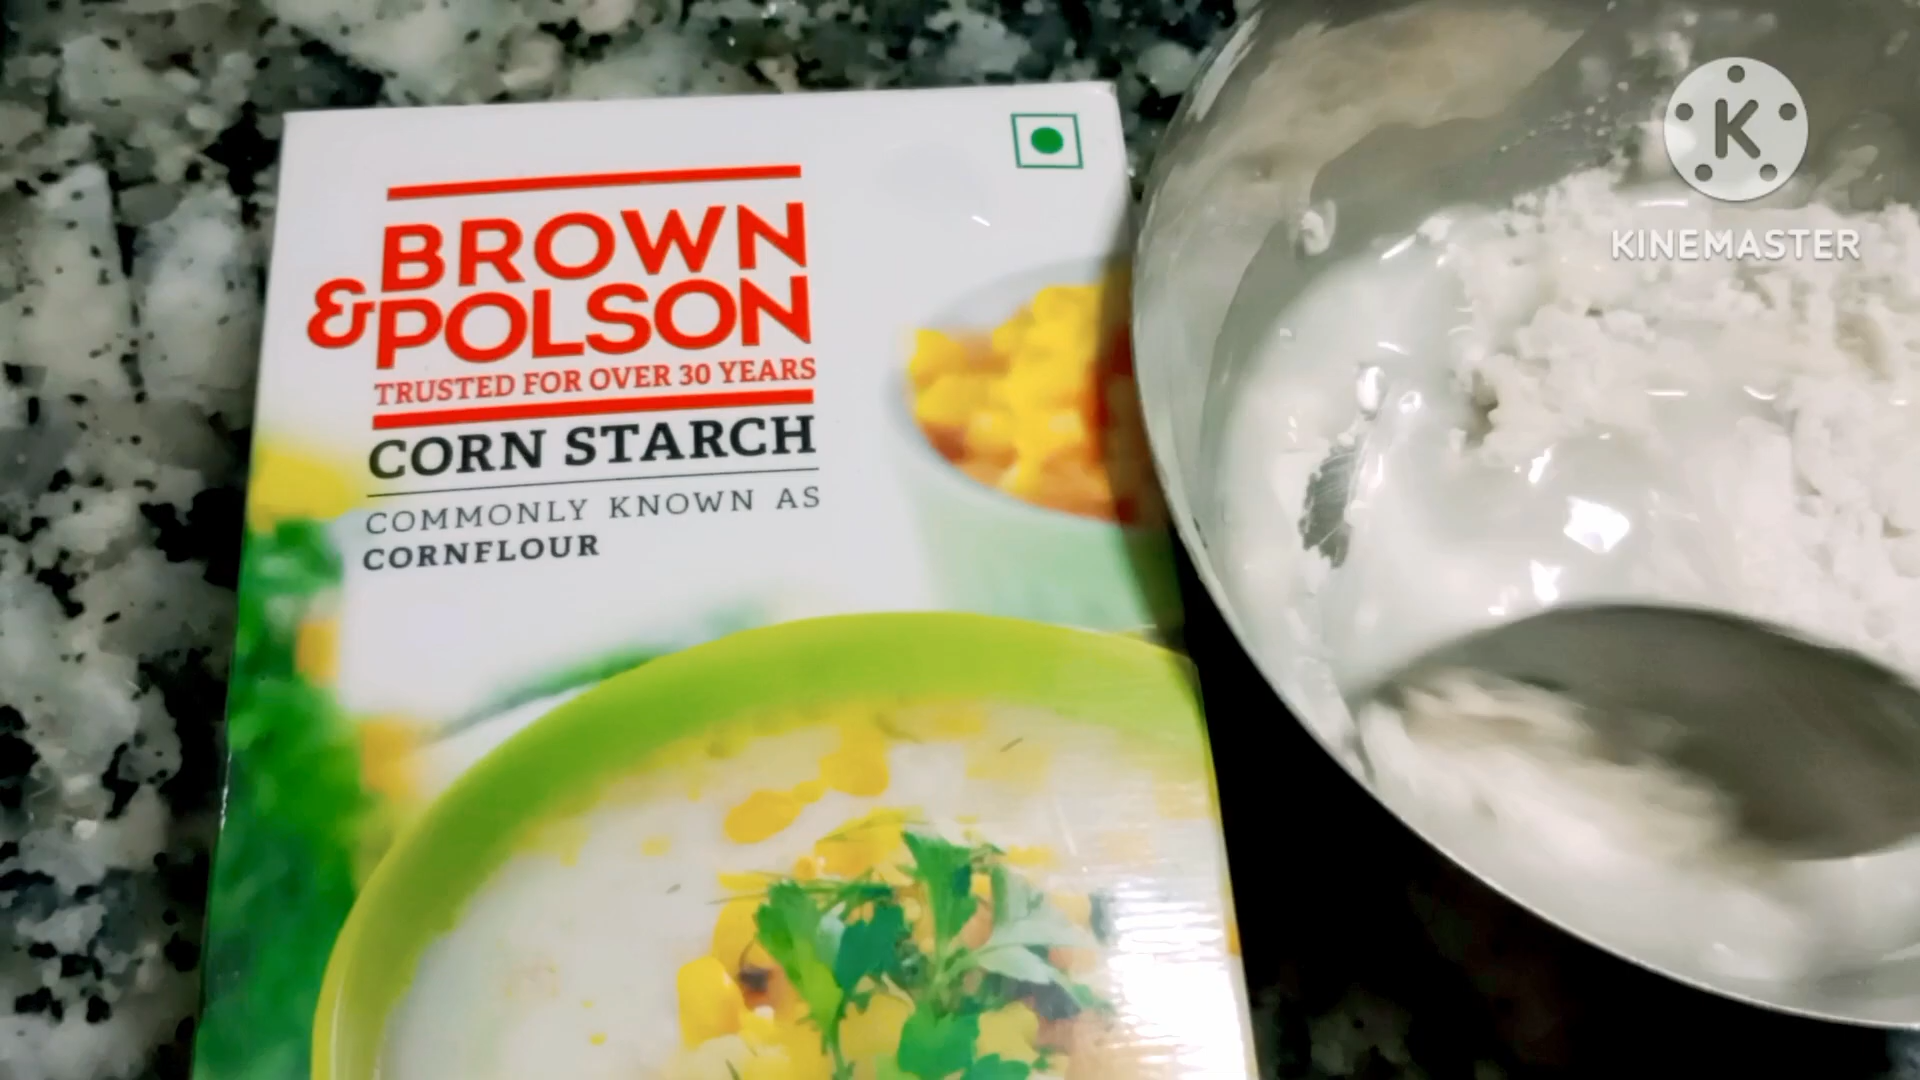 BROWN
& POLSON
TRUSTED FOR OVER 30 YEARS
CORN STARCH
COMMONLY KNOWN AS
CORNFLOUR
K
KINEMASTER